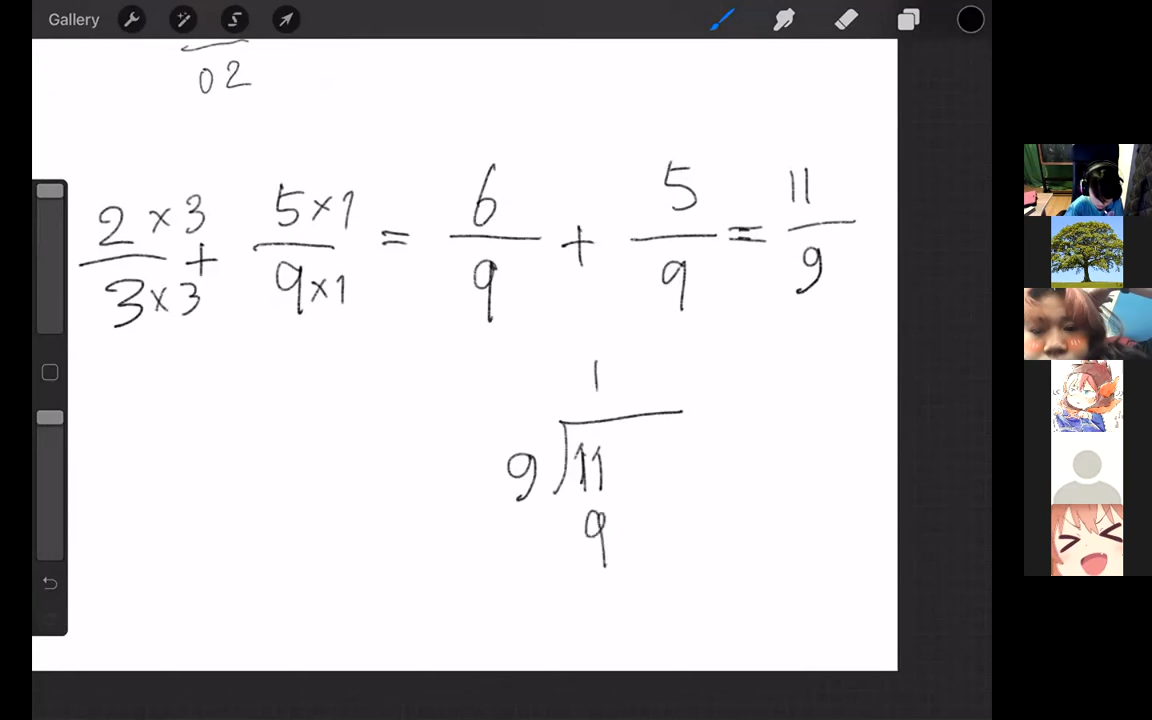 Gallery
02
2 × 3 / 3 × 3 + 5 × 1 / 9 × 1 = 6 / 9 + 5 / 9 = 11 / 9
1
9 ) 11
9